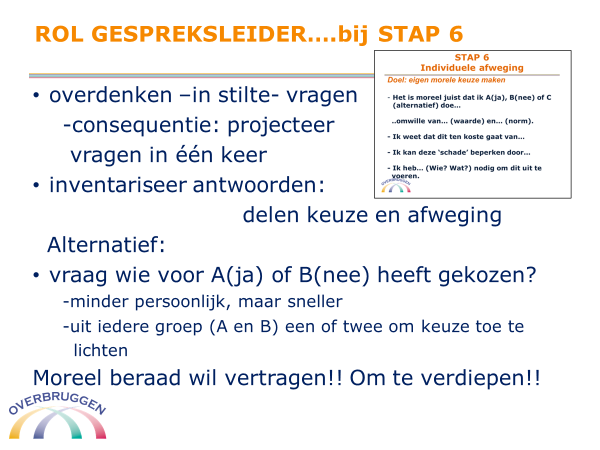 ROL GESPREKSLEIDER....bij STAP 6
STAP 6
Individuele afweging
Doel: eigen morele keuze maken
- Het is moreel juist dat ik A(ja), B(nee) of C
(alternatief) doe...
..omwille van... (waarde) en... (norm).
- Ik weet dat dit ten koste gaat van...
- Ik kan deze ‘schade’ beperken door...
- Ik heb... (Wie? Wat?) nodig om dit uit te
voeren.
OVERBRUGGEN
• overdenken –in stilte- vragen
-consequentie: projecteer
vragen in één keer
• inventariseer antwoorden:
delen keuze en afweging
Alternatief:
• vraag wie voor A(ja) of B(nee) heeft gekozen?
-minder persoonlijk, maar sneller
-uit iedere groep (A en B) een of twee om keuze toe te
lichten
Moreel beraad wil vertragen!! Om te verdiepen!!
OVERBRUGGEN